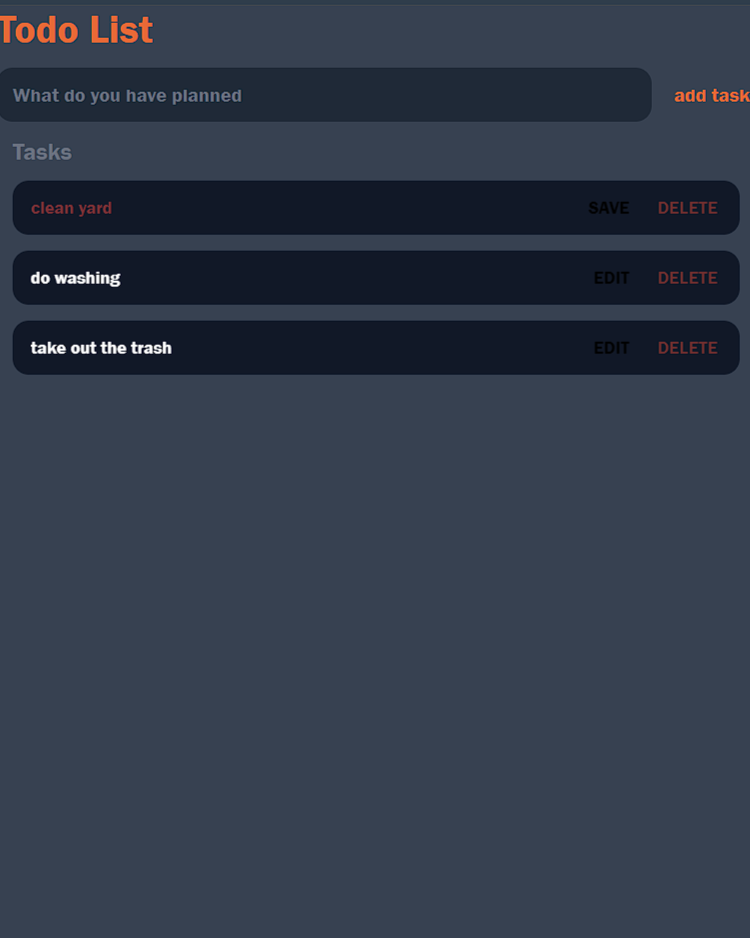 Todo List
What do you have planned add task
Tasks
clean yard SAVE DELETE
do washing EDIT DELETE
take out the trash EDIT DELETE